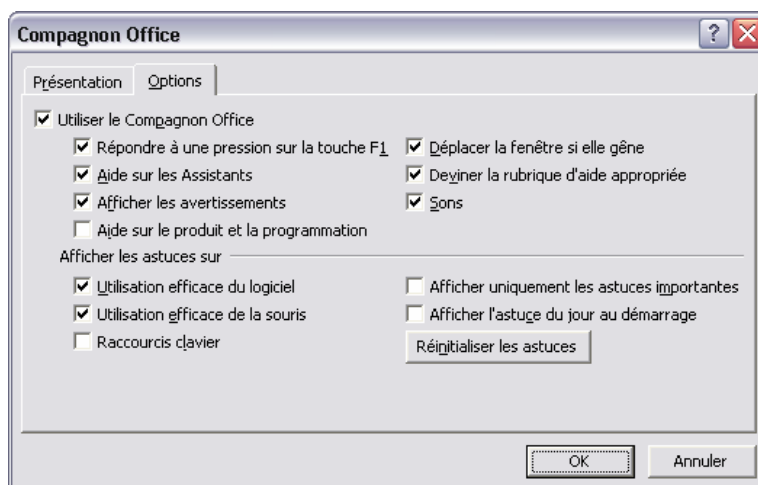 Compagnon Office
Présentation
Options
Utiliser le Compagnon Office
Répondre à une pression sur la touche F1
Déplacer la fenêtre si elle gêne
Aide sur les Assistants
Deviner la rubrique d'aide appropriée
Afficher les avertissements
Sons
Aide sur le produit et la programmation
Afficher les astuces sur
Utilisation efficace du logiciel
Afficher uniquement les astuces importantes
Utilisation efficace de la souris
Afficher l'astuce du jour au démarrage
Raccourcis clavier
Réinitialiser les astuces
OK
Annuler